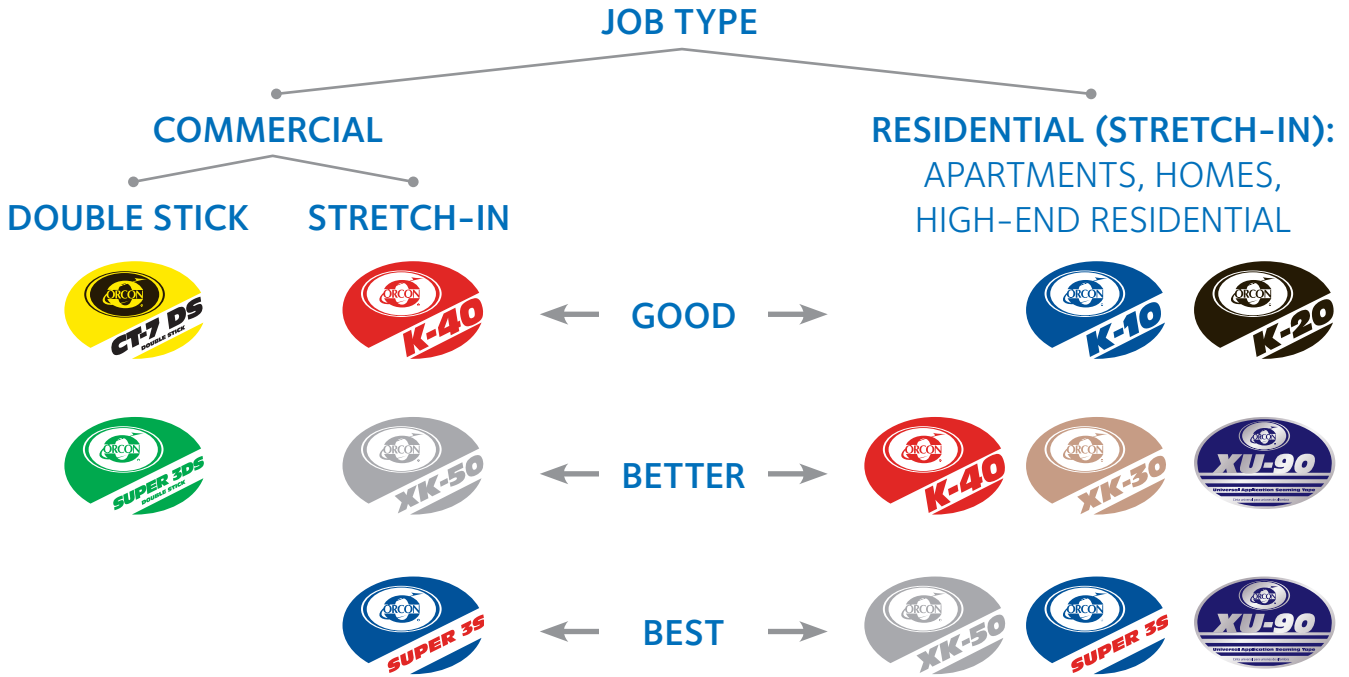 JOB TYPE
COMMERCIAL
RESIDENTIAL (STRETCH-IN):
APARTMENTS, HOMES,
HIGH-END RESIDENTIAL
DOUBLE STICK
STRETCH-IN
ORCON
CT-7 DS
DOUBLE STICK
ORCON
K-40
GOOD
ORCON
K-10
ORCON
K-20
ORCON
SUPER 3DS
DOUBLE STICK
ORCON
XK-50
BETTER
ORCON
K-40
ORCON
XK-30
ORCON
XU-90
Universal Application Seaming Tape
ORCON
SUPER 3S
BEST
ORCON
XK-50
ORCON
SUPER 3S
ORCON
XU-90
Universal Application Seaming Tape